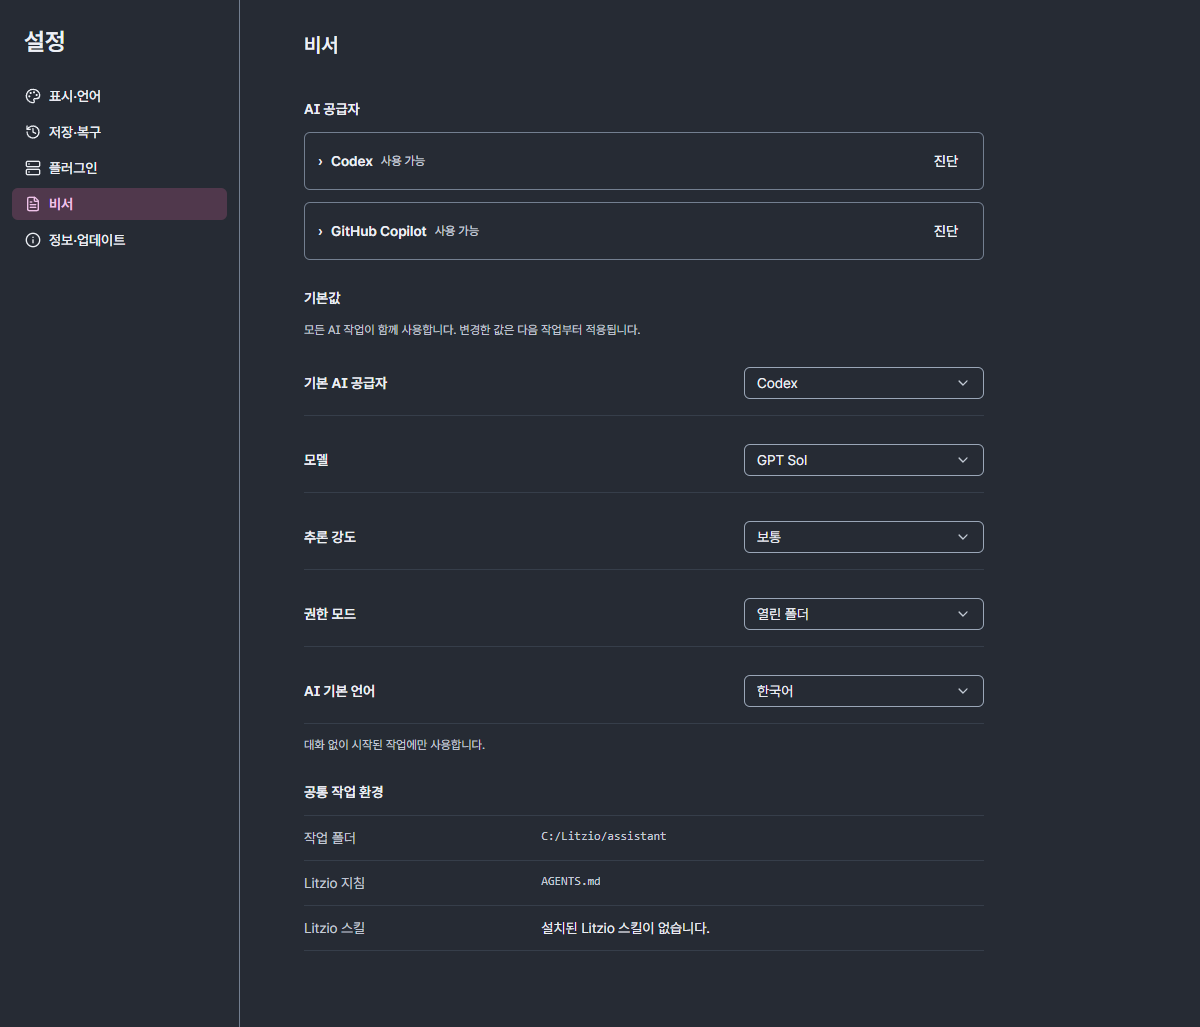 설정
표시·언어
저장·복구
플러그인
비서
정보·업데이트
비서
AI 공급자
› Codex 사용 가능 진단
› GitHub Copilot 사용 가능 진단
기본값
모든 AI 작업이 함께 사용합니다. 변경한 값은 다음 작업부터 적용됩니다.
기본 AI 공급자 Codex
모델 GPT Sol
추론 강도 보통
권한 모드 열린 폴더
AI 기본 언어 한국어
대화 없이 시작된 작업에만 사용합니다.
공통 작업 환경
작업 폴더 C:/Litzio/assistant
Litzio 지침 AGENTS.md
Litzio 스킬 설치된 Litzio 스킬이 없습니다.